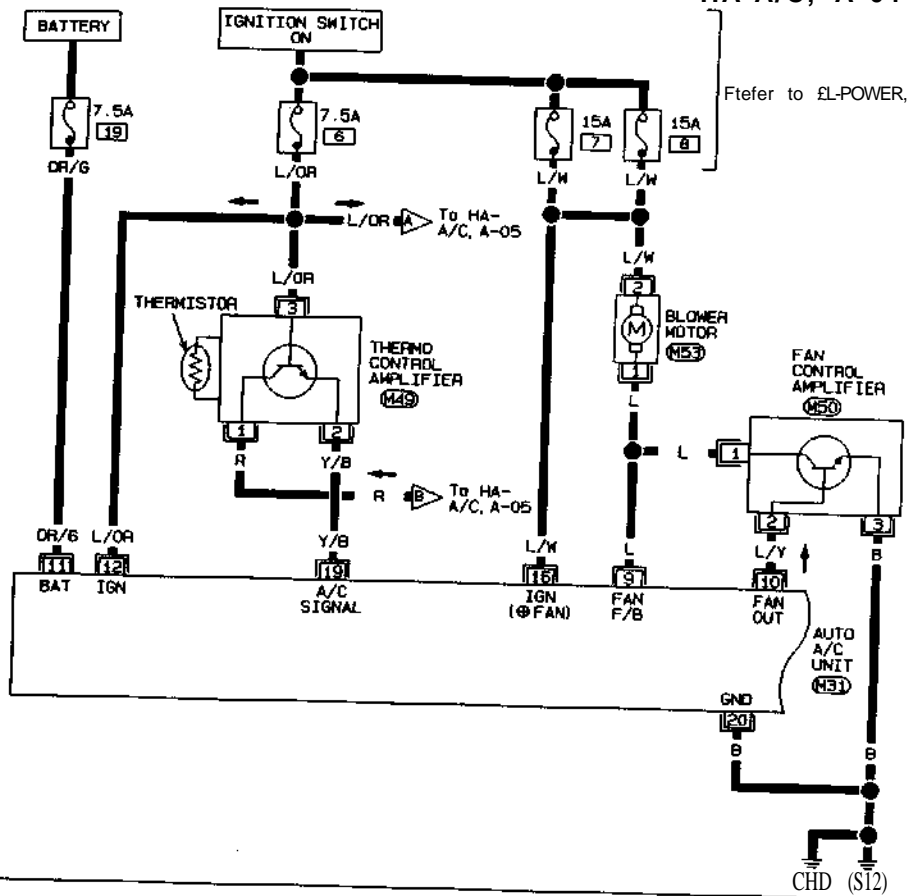 BATTERY
IGNITION SWITCH
ON
Ftefer to £L-POWER,
7.5A
19
7.5A
6
15A
7
15A
8
OR/G
L/OR
L/W
L/W
L/OR
A
To HA-
A/C, A-05
L/OR
L/W
THERMISTOR
3
2
M
BLOWER
MOTOR
M53
1
THERMO
CONTROL
AMPLIFIER
M49
FAN
CONTROL
AMPLIFIER
M50
1
2
L
L
1
R
Y/B
R
B
To HA-
A/C, A-05
2
3
OR/G
L/OR
Y/B
L/W
L
L/Y
B
11
12
19
16
9
10
BAT
IGN
A/C
SIGNAL
IGN
(⊕FAN)
FAN
F/B
FAN
OUT
AUTO
A/C
UNIT
M31
GND
20
B
B
CHD (S12)